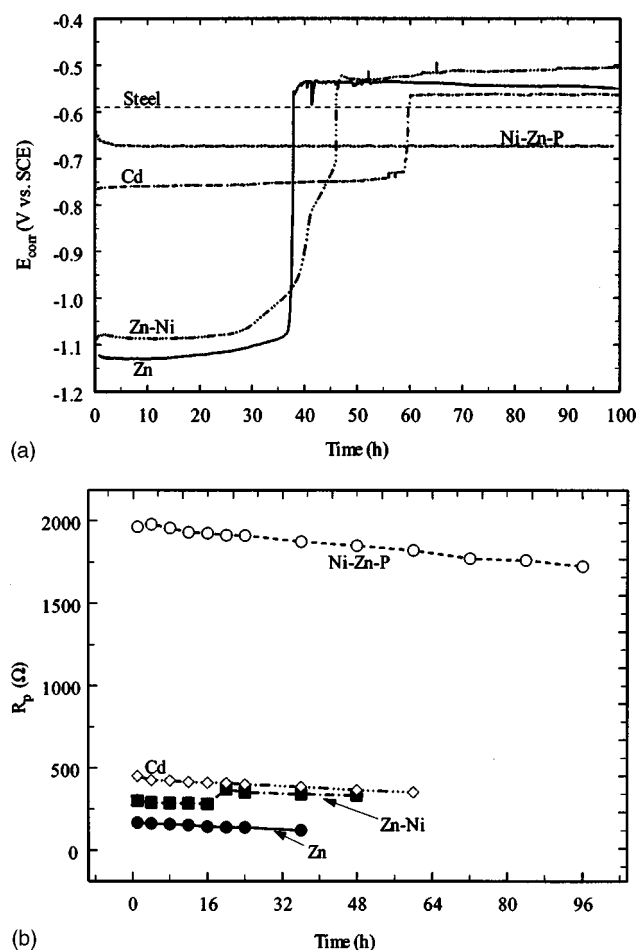 -0.4
-0.5
-0.6
-0.7
-0.8
-0.9
-1.0
-1.1
-1.2
E_corr (V vs. SCE)
Steel
Ni-Zn-P
Cd
Zn-Ni
Zn
0 10 20 30 40 50 60 70 80 90 100
Time (h)
(a)
2000
1500
1000
500
0
R_p (Ω)
Ni-Zn-P
Cd
Zn-Ni
Zn
0 16 32 48 64 80 96
Time (h)
(b)